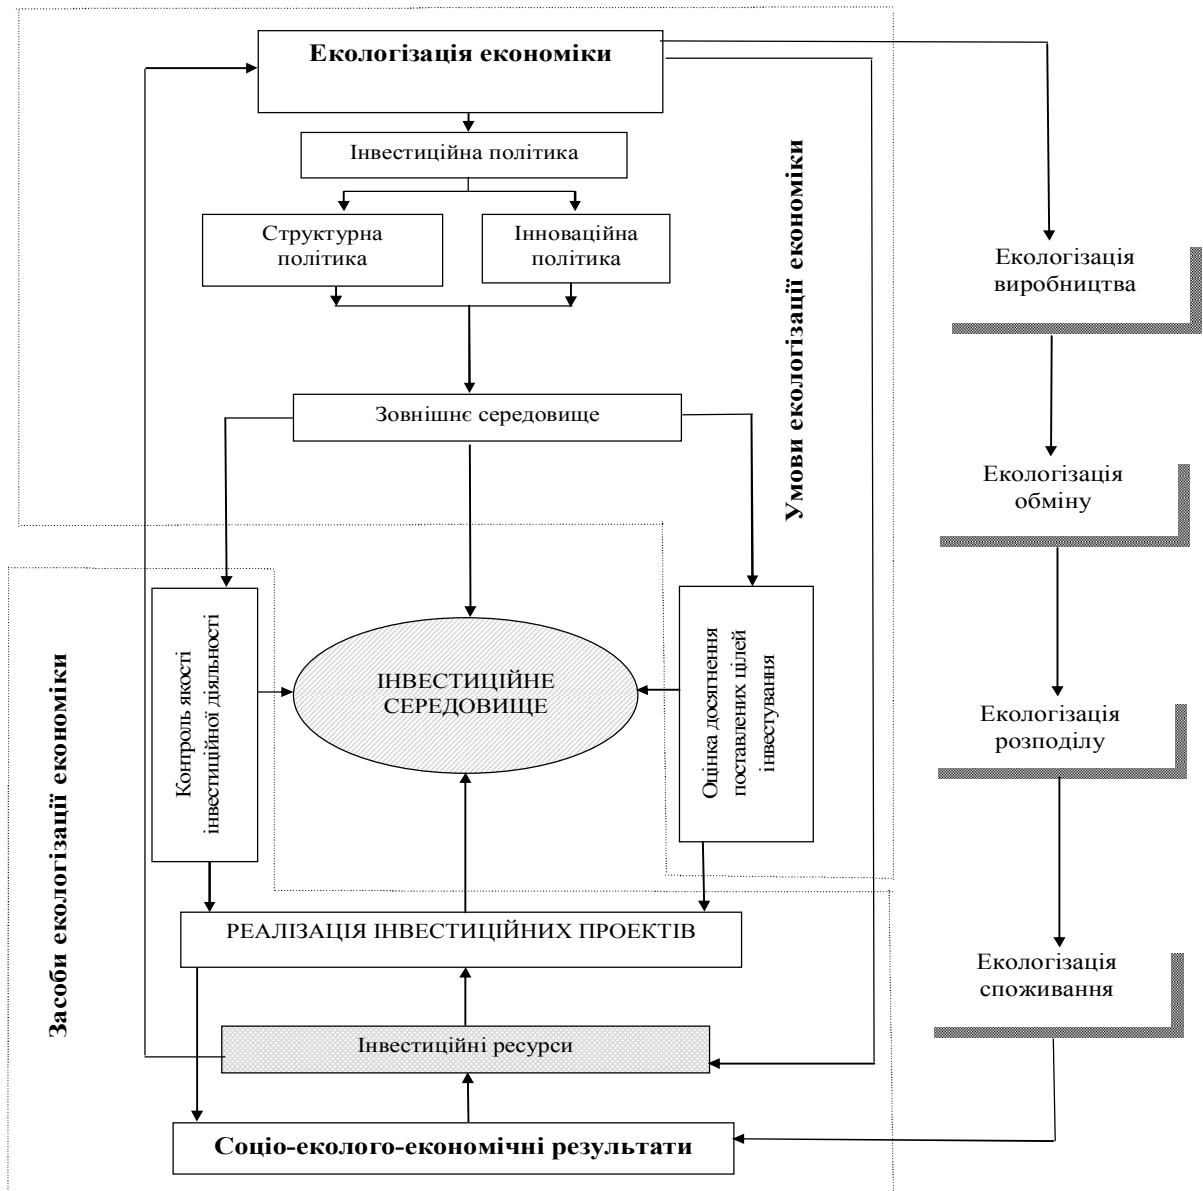 Екологізація економіки
Інвестиційна політика
Структурна
політика
Інноваційна
політика
Зовнішнє середовище
Умови екологізації економіки
Контроль якості
інвестиційної діяльності
ІНВЕСТИЦІЙНЕ
СЕРЕДОВИЩЕ
Оцінка досягнення
поставлених цілей
інвестування
Засоби екологізації економіки
РЕАЛІЗАЦІЯ ІНВЕСТИЦІЙНИХ ПРОЕКТІВ
Інвестиційні ресурси
Соціо-еколого-економічні результати
Екологізація
виробництва
Екологізація
обміну
Екологізація
розподілу
Екологізація
споживання